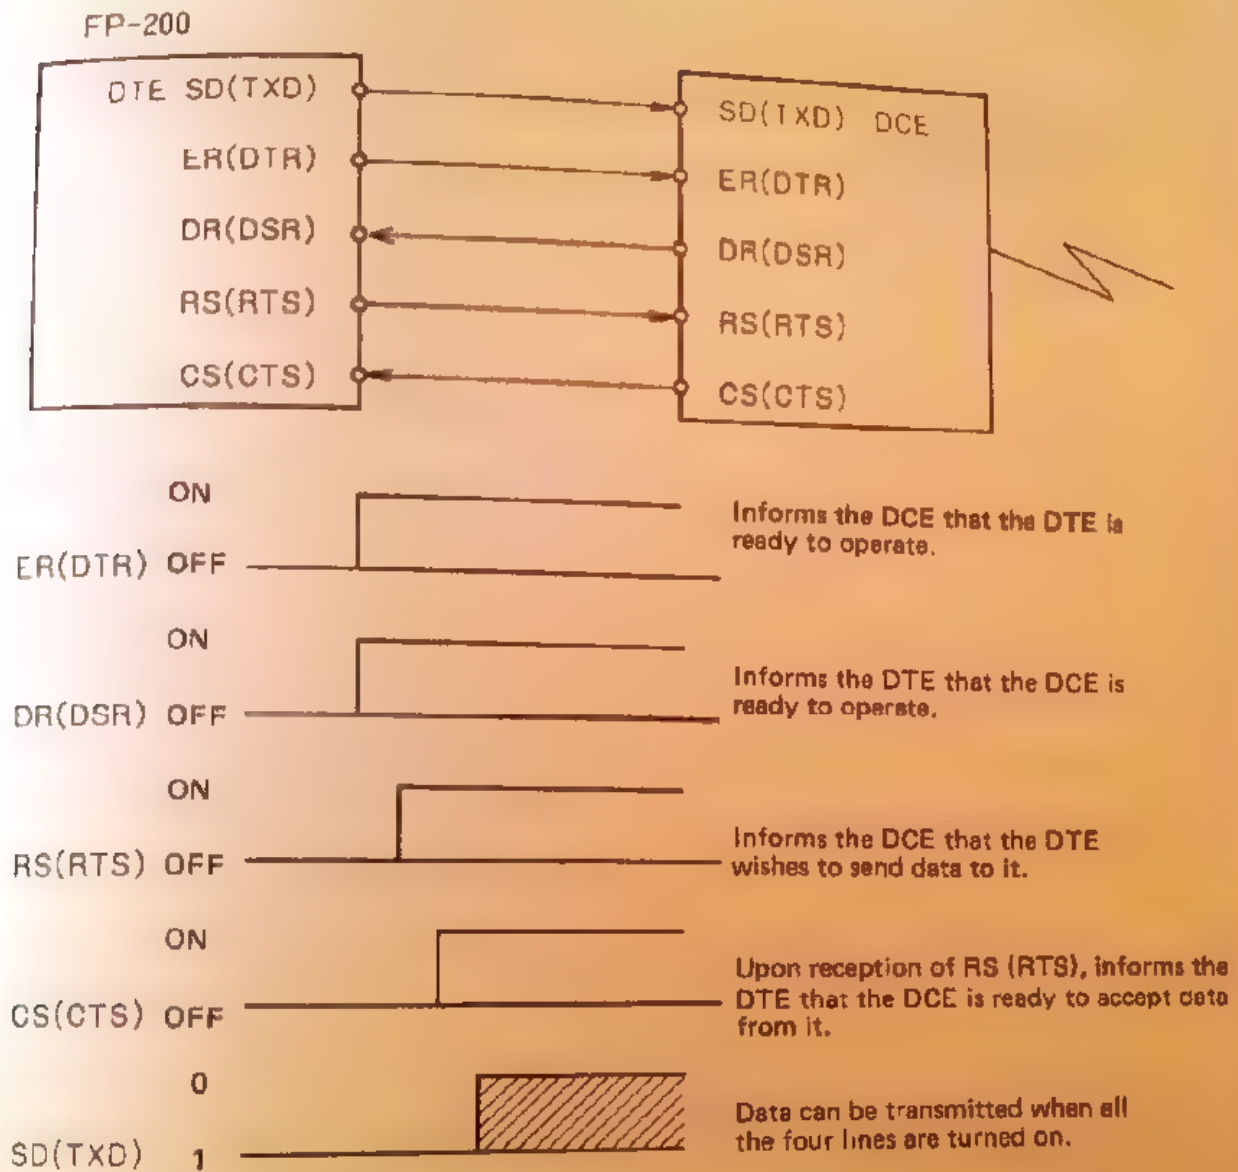 FP-200
DTE SD(TXD)
ER(DTR)
DR(DSR)
RS(RTS)
CS(CTS)
SD(TXD) DCE
ER(DTR)
DR(DSR)
RS(RTS)
CS(CTS)
ON
ER(DTR) OFF
Informs the DCE that the DTE is
ready to operate.
ON
DR(DSR) OFF
Informs the DTE that the DCE is
ready to operate.
ON
RS(RTS) OFF
Informs the DCE that the DTE
wishes to send data to it.
ON
CS(CTS) OFF
Upon reception of RS (RTS), informs the
DTE that the DCE is ready to accept data
from it.
0
SD(TXD) 1
Data can be transmitted when all
the four lines are turned on.